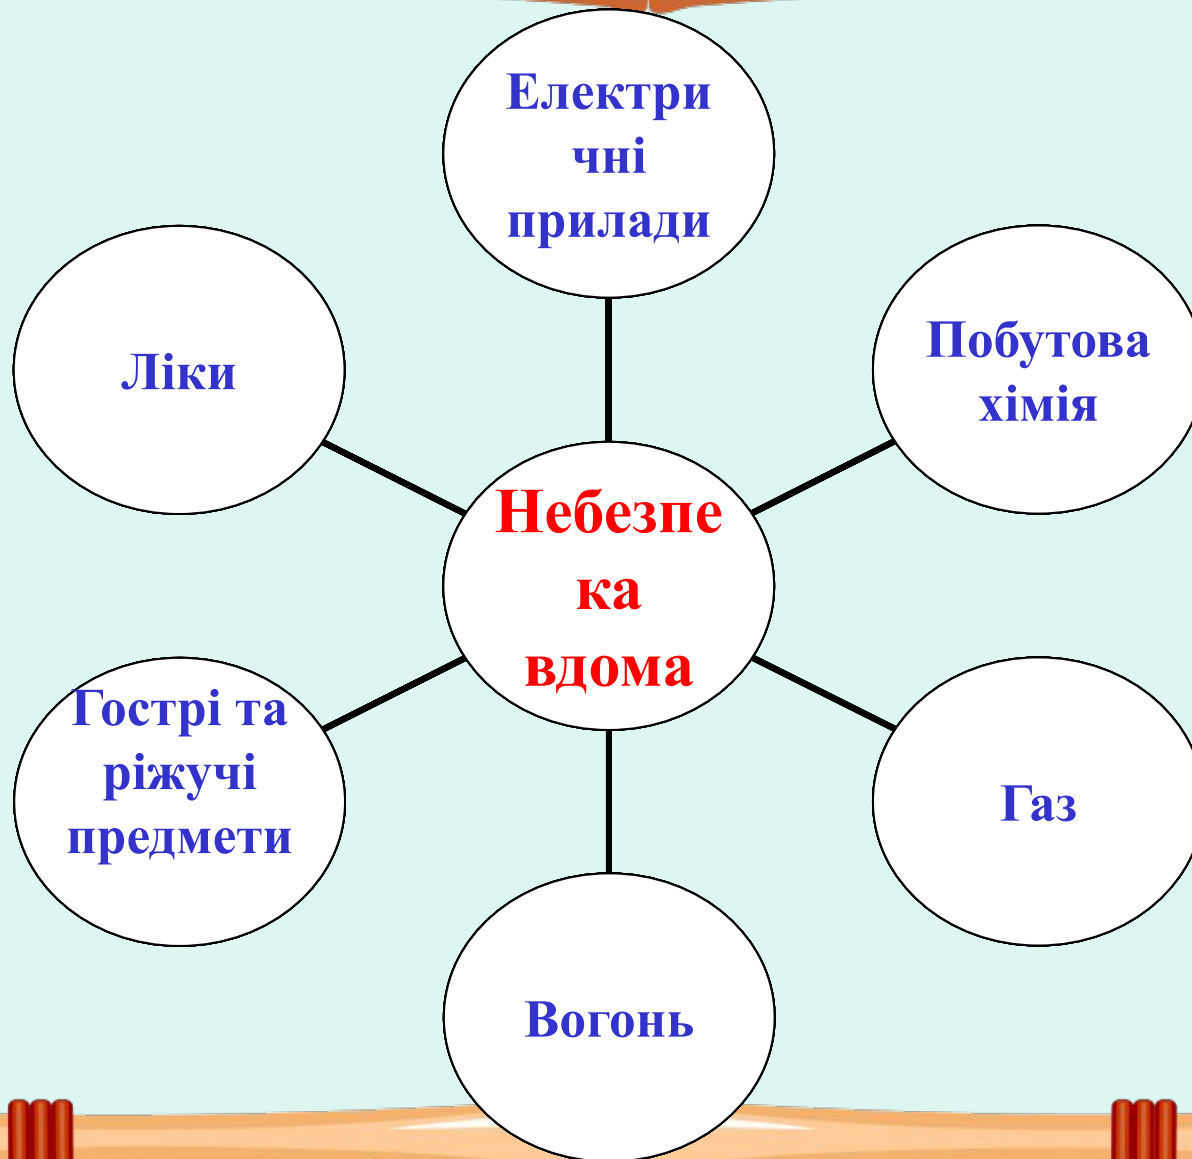 Електри
чні
прилади
Побутова
хімія
Ліки
Небезпе
ка
вдома
Гострі та
ріжучі
предмети
Газ
Вогонь